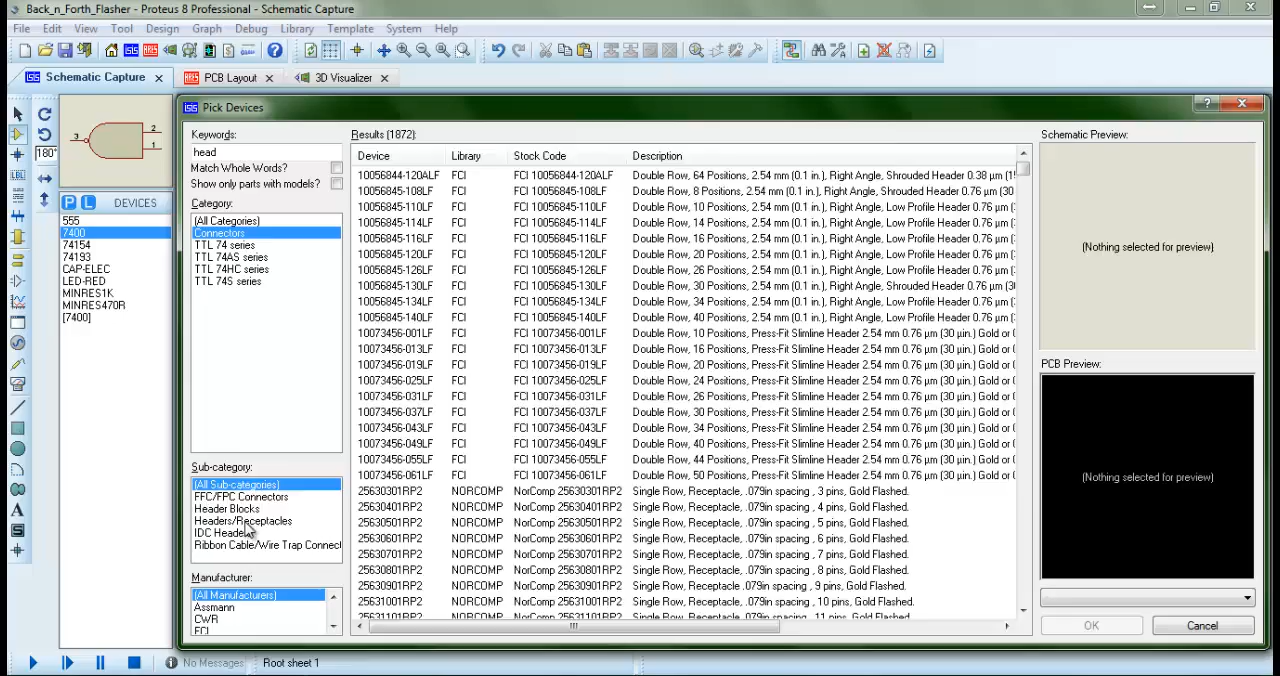 Back_n_Forth_Flasher - Proteus 8 Professional - Schematic Capture
File Edit View Tool Design Graph Debug Library Template System Help
Schematic Capture PCB Layout 3D Visualizer
Pick Devices
180°
3 2
1
P L DEVICES
555
7400
74154
74193
CAP-ELEC
LED-RED
MINRES1K
MINRES470R
[7400]
Keywords:
head
Match Whole Words?
Show only parts with models?
Category:
(All Categories)
Connectors
TTL 74 series
TTL 74AS series
TTL 74HC series
TTL 74S series
Sub-category:
(All Sub-categories)
FFC/FPC Connectors
Header Blocks
Headers/Receptacles
IDC Headers
Ribbon Cable/Wire Trap Connect
Manufacturer:
(All Manufacturers)
Assmann
CWR
FCI
Results (1872):
Device Library Stock Code Description
10056844-120ALF FCI FCI 10056844-120ALF Double Row, 64 Positions, 2.54 mm (0.1 in.), Right Angle, Shrouded Header 0.38 µm (1
10056845-108LF FCI FCI 10056845-108LF Double Row, 8 Positions, 2.54 mm (0.1 in.), Right Angle, Shrouded Header 0.76 µm (30
10056845-110LF FCI FCI 10056845-110LF Double Row, 10 Positions, 2.54 mm (0.1 in.), Right Angle, Low Profile Header 0.76 µm (
10056845-114LF FCI FCI 10056845-114LF Double Row, 14 Positions, 2.54 mm (0.1 in.), Right Angle, Low Profile Header 0.76 µm (
10056845-116LF FCI FCI 10056845-116LF Double Row, 16 Positions, 2.54 mm (0.1 in.), Right Angle, Low Profile Header 0.76 µm (
10056845-120LF FCI FCI 10056845-120LF Double Row, 20 Positions, 2.54 mm (0.1 in.), Right Angle, Low Profile Header 0.76 µm (
10056845-126LF FCI FCI 10056845-126LF Double Row, 26 Positions, 2.54 mm (0.1 in.), Right Angle, Low Profile Header 0.76 µm (
10056845-130LF FCI FCI 10056845-130LF Double Row, 30 Positions, 2.54 mm (0.1 in.), Right Angle, Shrouded Header 0.76 µm (3
10056845-134LF FCI FCI 10056845-134LF Double Row, 34 Positions, 2.54 mm (0.1 in.), Right Angle, Low Profile Header 0.76 µm (
10056845-140LF FCI FCI 10056845-140LF Double Row, 40 Positions, 2.54 mm (0.1 in.), Right Angle, Low Profile Header 0.76 µm (
10073456-001LF FCI FCI 10073456-001LF Double Row, 10 Positions, Press-Fit Slimline Header 2.54 mm 0.76 µm (30 µin.) Gold or
10073456-013LF FCI FCI 10073456-013LF Double Row, 16 Positions, Press-Fit Slimline Header 2.54 mm 0.76 µm (30 µin.) Gold or
10073456-019LF FCI FCI 10073456-019LF Double Row, 20 Positions, Press-Fit Slimline Header 2.54 mm 0.76 µm (30 µin.) Gold or
10073456-025LF FCI FCI 10073456-025LF Double Row, 24 Positions, Press-Fit Slimline Header 2.54 mm 0.76 µm (30 µin.) Gold or
10073456-031LF FCI FCI 10073456-031LF Double Row, 26 Positions, Press-Fit Slimline Header 2.54 mm 0.76 µm (30 µin.) Gold or
10073456-037LF FCI FCI 10073456-037LF Double Row, 30 Positions, Press-Fit Slimline Header 2.54 mm 0.76 µm (30 µin.) Gold or
10073456-043LF FCI FCI 10073456-043LF Double Row, 34 Positions, Press-Fit Slimline Header 2.54 mm 0.76 µm (30 µin.) Gold or
10073456-049LF FCI FCI 10073456-049LF Double Row, 40 Positions, Press-Fit Slimline Header 2.54 mm 0.76 µm (30 µin.) Gold or
10073456-055LF FCI FCI 10073456-055LF Double Row, 44 Positions, Press-Fit Slimline Header 2.54 mm 0.76 µm (30 µin.) Gold or
10073456-061LF FCI FCI 10073456-061LF Double Row, 50 Positions, Press-Fit Slimline Header 2.54 mm 0.76 µm (30 µin.) Gold or
25630301RP2 NORCOMP NorComp 25630301RP2 Single Row, Receptacle, .079in spacing , 3 pins, Gold Flashed.
25630401RP2 NORCOMP NorComp 25630401RP2 Single Row, Receptacle, .079in spacing , 4 pins, Gold Flashed.
25630501RP2 NORCOMP NorComp 25630501RP2 Single Row, Receptacle, .079in spacing , 5 pins, Gold Flashed.
25630601RP2 NORCOMP NorComp 25630601RP2 Single Row, Receptacle, .079in spacing , 6 pins, Gold Flashed.
25630701RP2 NORCOMP NorComp 25630701RP2 Single Row, Receptacle, .079in spacing , 7 pins, Gold Flashed.
25630801RP2 NORCOMP NorComp 25630801RP2 Single Row, Receptacle, .079in spacing , 8 pins, Gold Flashed.
25630901RP2 NORCOMP NorComp 25630901RP2 Single Row, Receptacle .079in spacing , 9 pins, Gold Flashed.
25631001RP2 NORCOMP NorComp 25631001RP2 Single Row, Receptacle, .079in spacing , 10 pins, Gold Flashed.
25631101RP2 NORCOMP NorComp 25631101RP2 Single Row, Receptacle, .079in spacing , 11 pins, Gold Flashed.
Schematic Preview:
(Nothing selected for preview)
PCB Preview:
(Nothing selected for preview)
OK Cancel
No Messages Root sheet 1